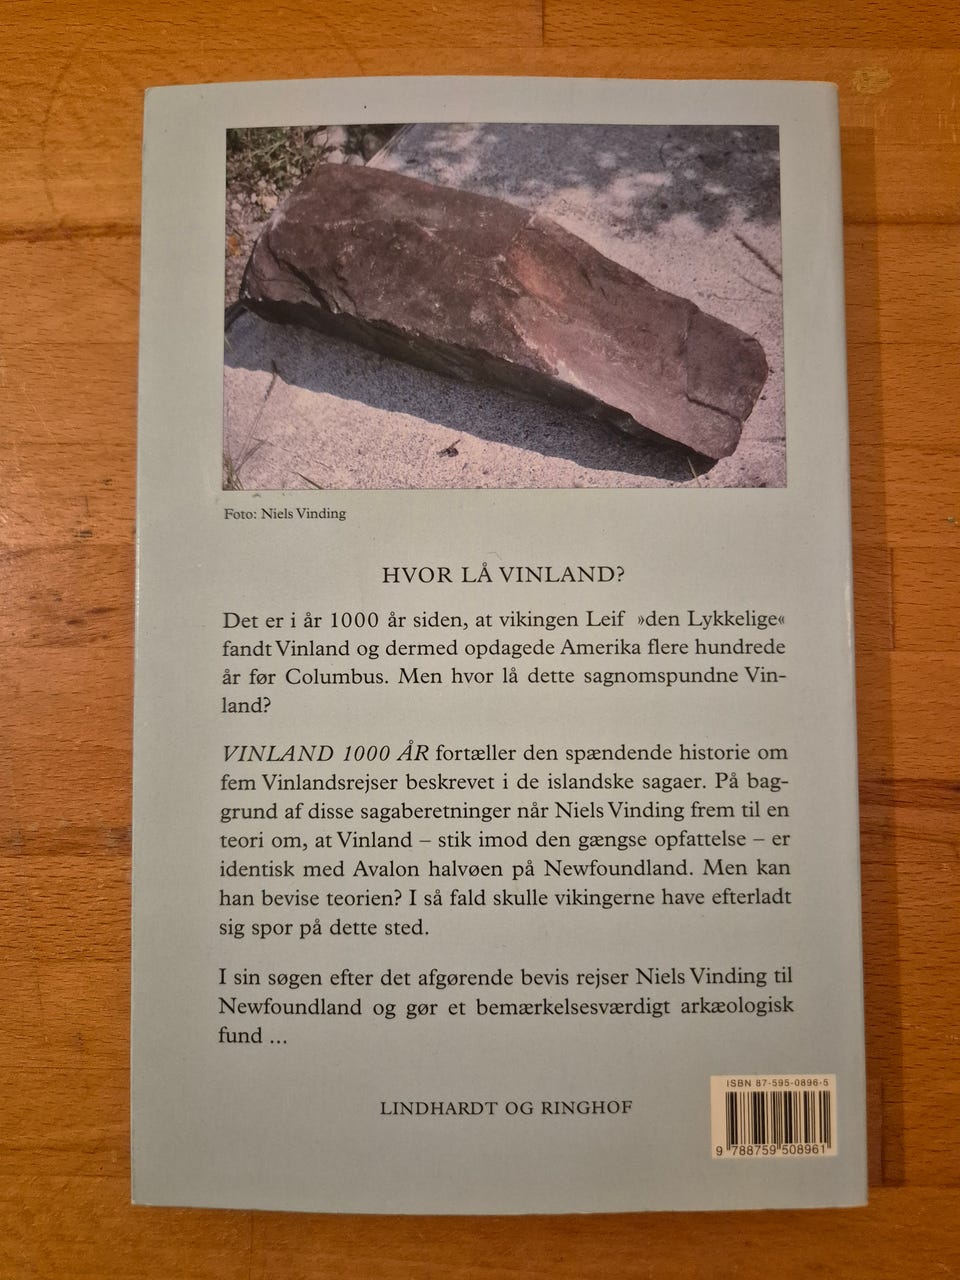 Foto: Niels Vinding
HVOR LÅ VINLAND?
Det er i år 1000 år siden, at vikingen Leif »den Lykkelige«
fandt Vinland og dermed opdagede Amerika flere hundrede
år før Columbus. Men hvor lå dette sagnomspundne Vin-
land?
VINLAND 1000 ÅR fortæller den spændende historie om
fem Vinlandsrejser beskrevet i de islandske sagaer. På bag-
grund af disse sagaberetninger når Niels Vinding frem til en
teori om, at Vinland – stik imod den gængse opfattelse – er
identisk med Avalon halvøen på Newfoundland. Men kan
han bevise teorien? I så fald skulle vikingerne have efterladt
sig spor på dette sted.
I sin søgen efter det afgørende bevis rejser Niels Vinding til
Newfoundland og gør et bemærkelsesværdigt arkæologisk
fund ...
LINDHARDT OG RINGHOF
ISBN 87-595-0896-5
9 788759 508961